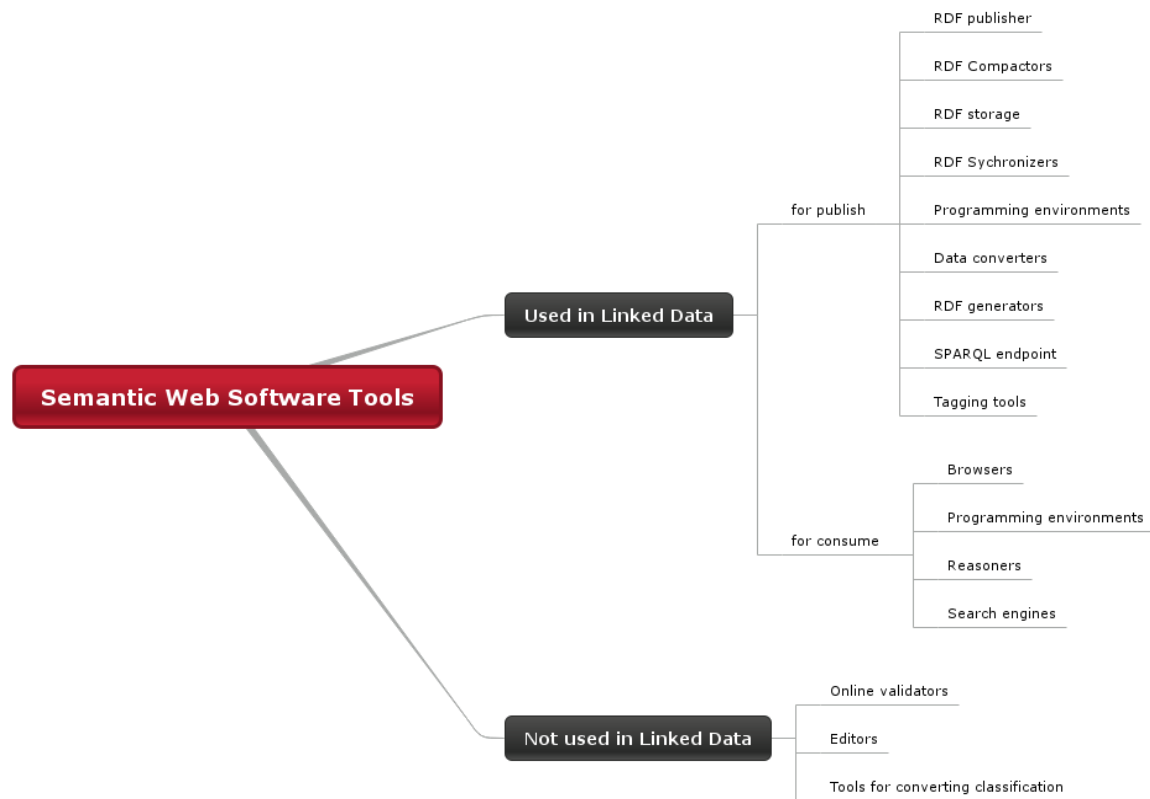 Semantic Web Software Tools
Used in Linked Data
for publish
RDF publisher
RDF Compactors
RDF storage
RDF Sychronizers
Programming environments
Data converters
RDF generators
SPARQL endpoint
Tagging tools
for consume
Browsers
Programming environments
Reasoners
Search engines
Not used in Linked Data
Online validators
Editors
Tools for converting classification